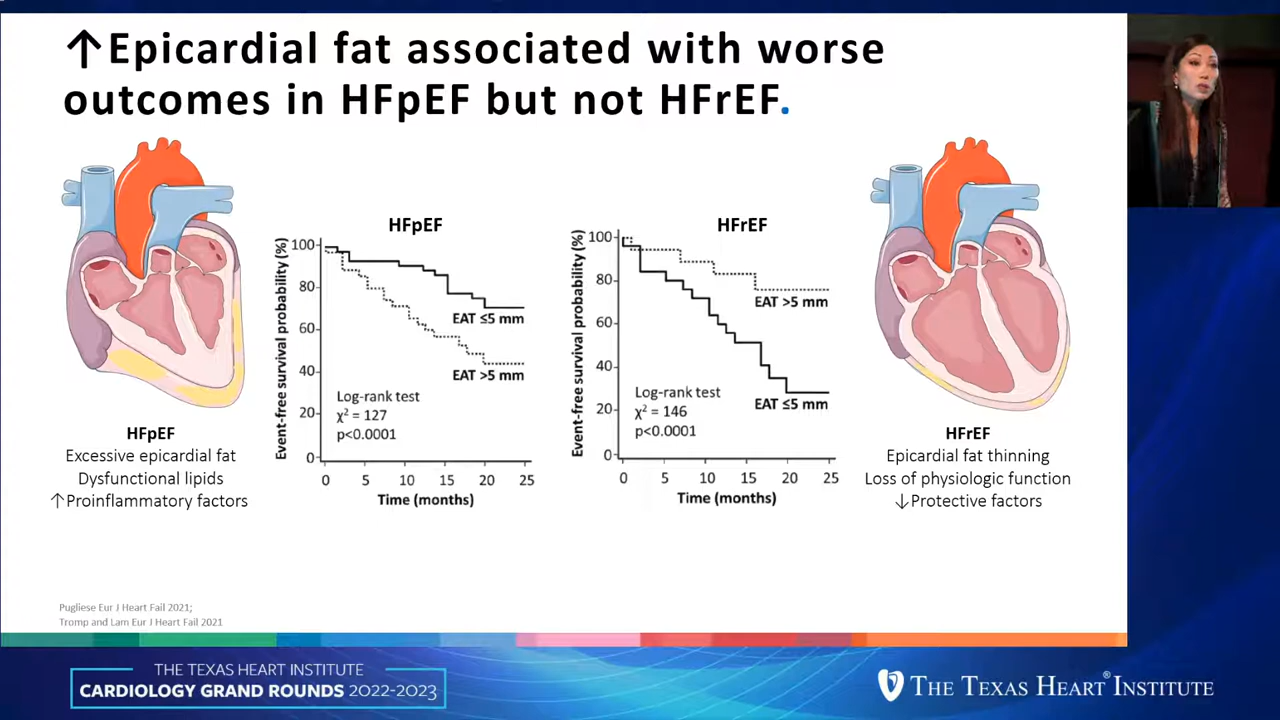 ↑Epicardial fat associated with worse
outcomes in HFpEF but not HFrEF.
HFpEF
Event-free survival probability (%)
100
80
60
40
20
0
EAT ≤5 mm
EAT >5 mm
Log-rank test
χ² = 127
p<0.0001
0 5 10 15 20 25
Time (months)
HFrEF
Event-free survival probability (%)
100
80
60
40
20
0
EAT >5 mm
EAT ≤5 mm
Log-rank test
χ² = 146
p<0.0001
0 5 10 15 20 25
Time (months)
HFpEF
Excessive epicardial fat
Dysfunctional lipids
↑Proinflammatory factors
HFrEF
Epicardial fat thinning
Loss of physiologic function
↓Protective factors
Pugliese Eur J Heart Fail 2021;
Tromp and Lam Eur J Heart Fail 2021
THE TEXAS HEART INSTITUTE
CARDIOLOGY GRAND ROUNDS 2022-2023
THE TEXAS HEART® INSTITUTE